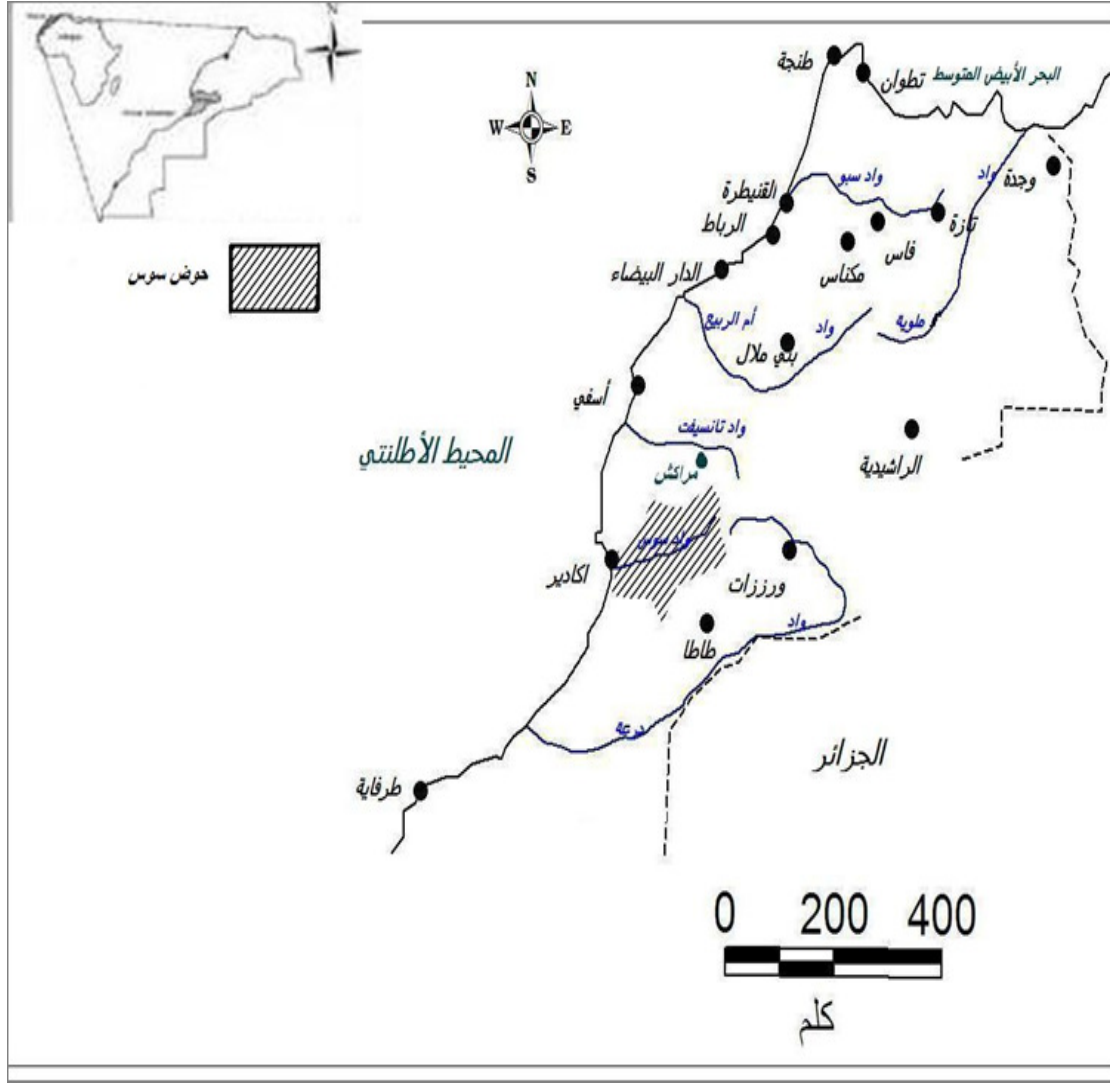 N
N
W E
S
طنجة
تطوان
البحر الأبيض المتوسط
وجدة
واد
واد سبو
القنيطرة
الرباط
تازة
فاس
مكناس
الدار البيضاء
أم الربيع
واد
ملوية
بني ملال
أسفي
واد تانسيفت
المحيط الأطلنتي
مراكش
الراشيدية
واد سوس
اكادير
ورززات
واد
طاطا
درعة
الجزائر
طرفاية
حوض سوس
0 200 400
كلم